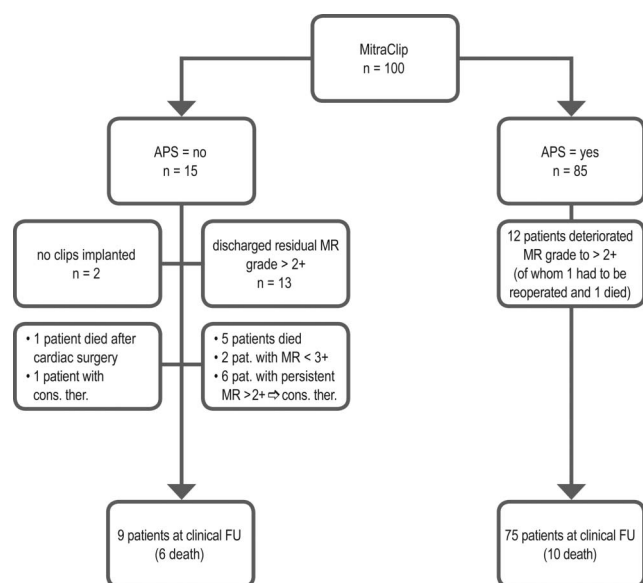 MitraClip
n = 100
APS = no
n = 15
APS = yes
n = 85
no clips implanted
n = 2
discharged residual MR
grade > 2+
n = 13
12 patients deteriorated
MR grade to > 2+
(of whom 1 had to be
reoperated and 1 died)
• 1 patient died after
cardiac surgery
• 1 patient with
cons. ther.
• 5 patients died
• 2 pat. with MR < 3+
• 6 pat. with persistent
MR >2+ ⇨ cons. ther.
9 patients at clinical FU
(6 death)
75 patients at clinical FU
(10 death)